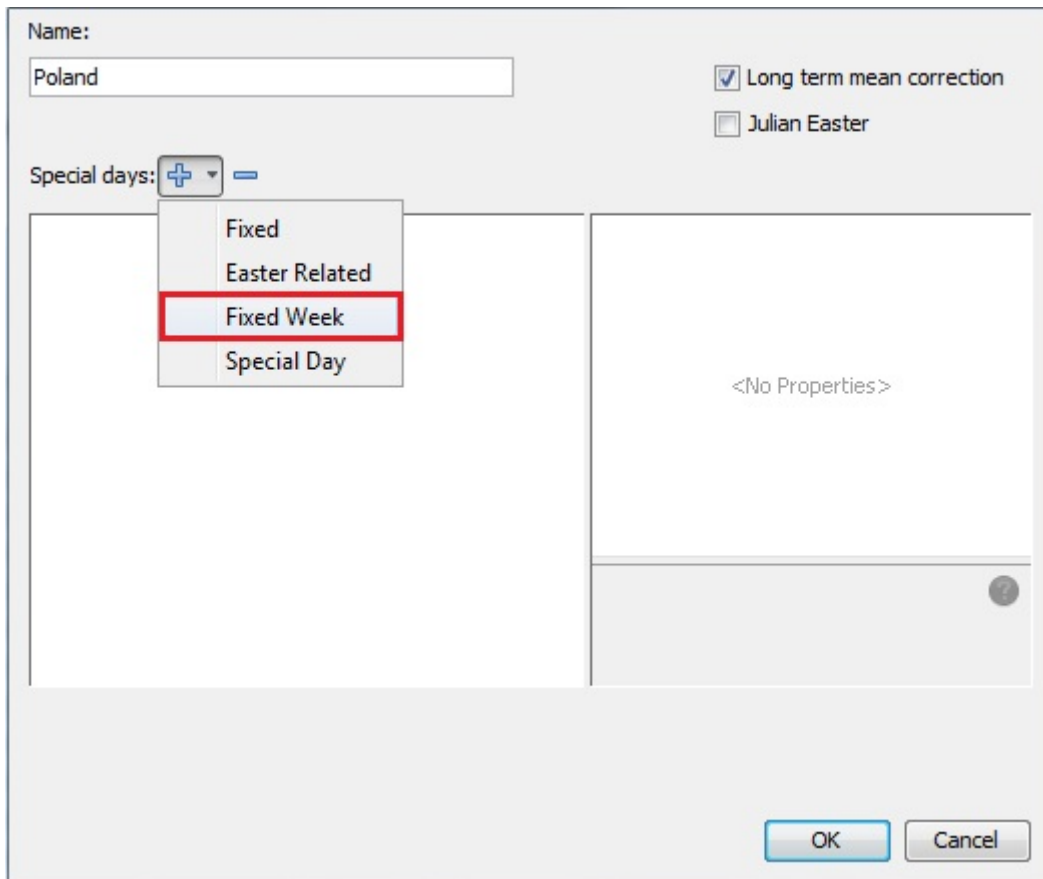 Name:
Poland
Long term mean correction
Julian Easter
Special days:
Fixed
Easter Related
Fixed Week
Special Day
<No Properties>
?
OK
Cancel